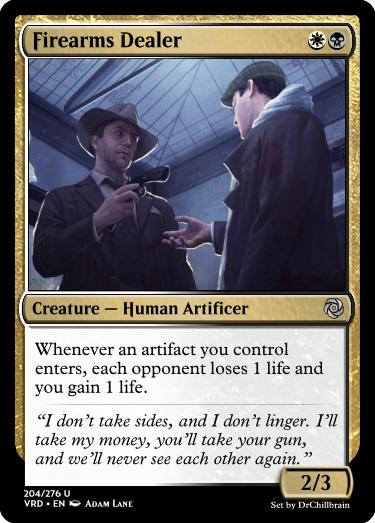 Firearms Dealer
Creature — Human Artificer
Whenever an artifact you control
enters, each opponent loses 1 life and
you gain 1 life.
“I don’t take sides, and I don’t linger. I’ll
take my money, you’ll take your gun,
and we’ll never see each other again.”
2/3
204/276 U
VRD • EN Adam Lane
Set by DrChillbrain